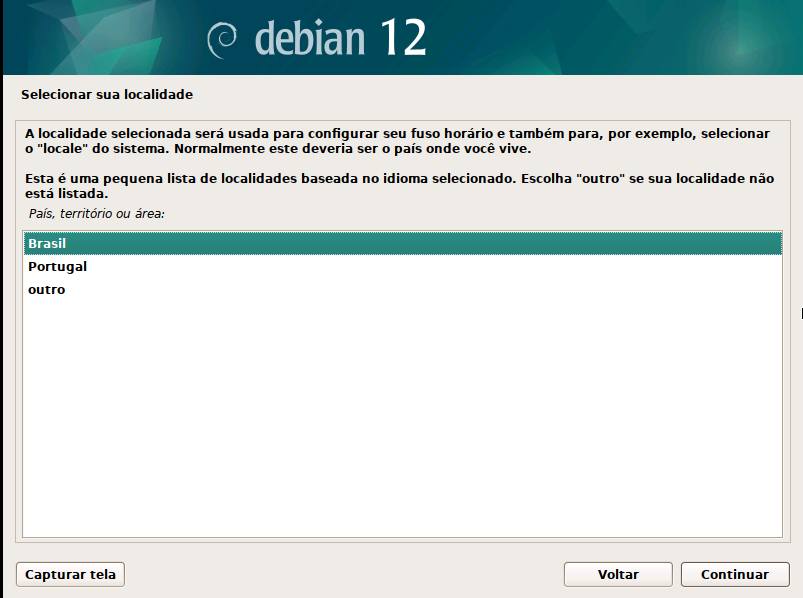 debian 12
Selecionar sua localidade
A localidade selecionada será usada para configurar seu fuso horário e também para, por exemplo, selecionar
o "locale" do sistema. Normalmente este deveria ser o país onde você vive.
Esta é uma pequena lista de localidades baseada no idioma selecionado. Escolha "outro" se sua localidade não
está listada.
País, território ou área:
Brasil
Portugal
outro
Capturar tela
Voltar
Continuar